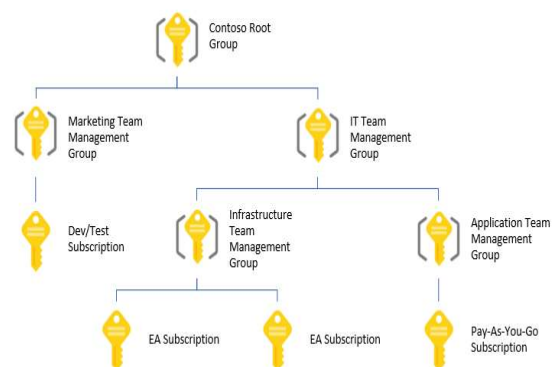 Contoso Root
Group
Marketing Team
Management
Group
IT Team
Management
Group
Dev/Test
Subscription
Infrastructure
Team
Management
Group
Application Team
Management
Group
EA Subscription
EA Subscription
Pay-As-You-Go
Subscription